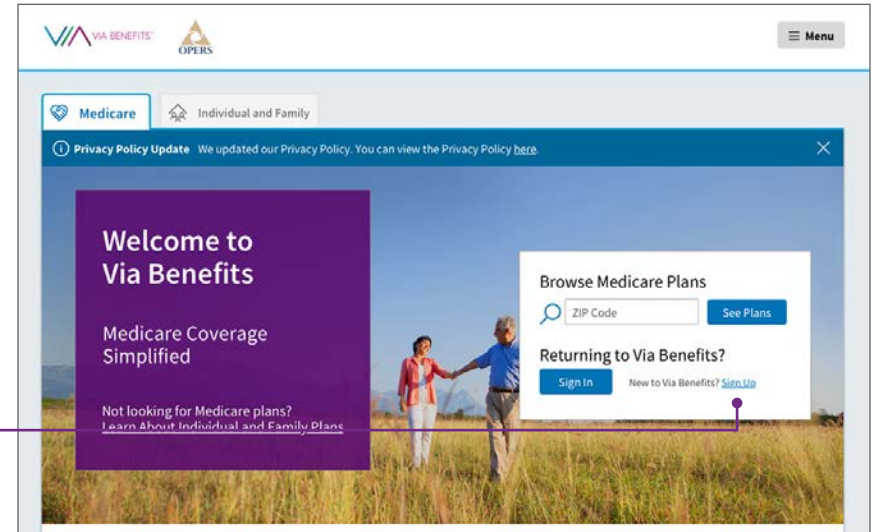 VIA BENEFITS
OPERS
Menu
Medicare
Individual and Family
Privacy Policy Update We updated our Privacy Policy. You can view the Privacy Policy here.
Welcome to
Via Benefits
Medicare Coverage
Simplified
Not looking for Medicare plans?
Learn About Individual and Family Plans
Browse Medicare Plans
ZIP Code
See Plans
Returning to Via Benefits?
Sign In
New to Via Benefits? Sign Up